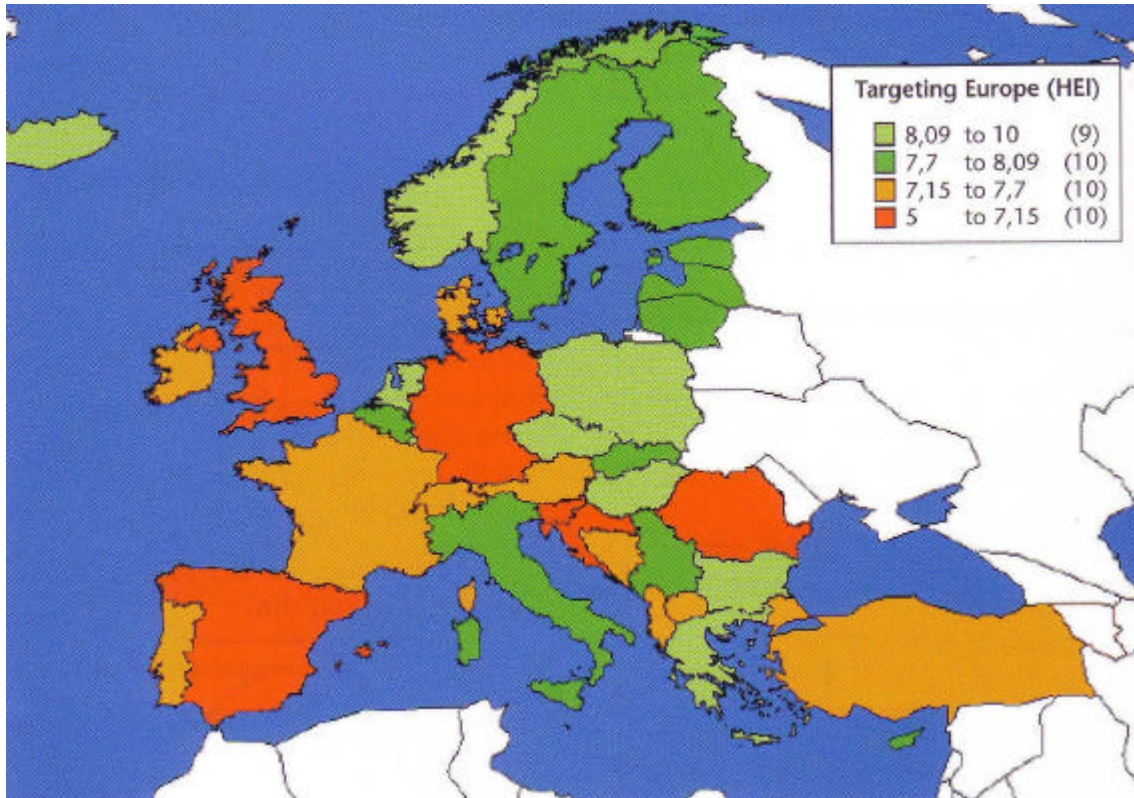 Targeting Europe (HEI)
8,09 to 10 (9)
7,7 to 8,09 (10)
7,15 to 7,7 (10)
5 to 7,15 (10)